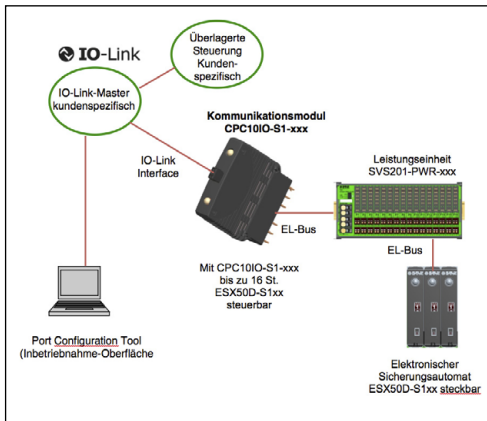 IO-Link
Überlagerte
Steuerung
Kunden-
spezifisch
IO-Link-Master
kundenspezifisch
Kommunikationsmodul
CPC10IO-S1-xxx
IO-Link
Interface
Leistungseinheit
SVS201-PWR-xxx
EL-Bus
EL-Bus
Mit CPC10IO-S1-xxx
bis zu 16 St.
ESX50D-S1xx
steuerbar
Port Configuration Tool
(Inbetriebnahme-Oberfläche
Elektronischer
Sicherungsautomat
ESX50D-S1xx steckbar